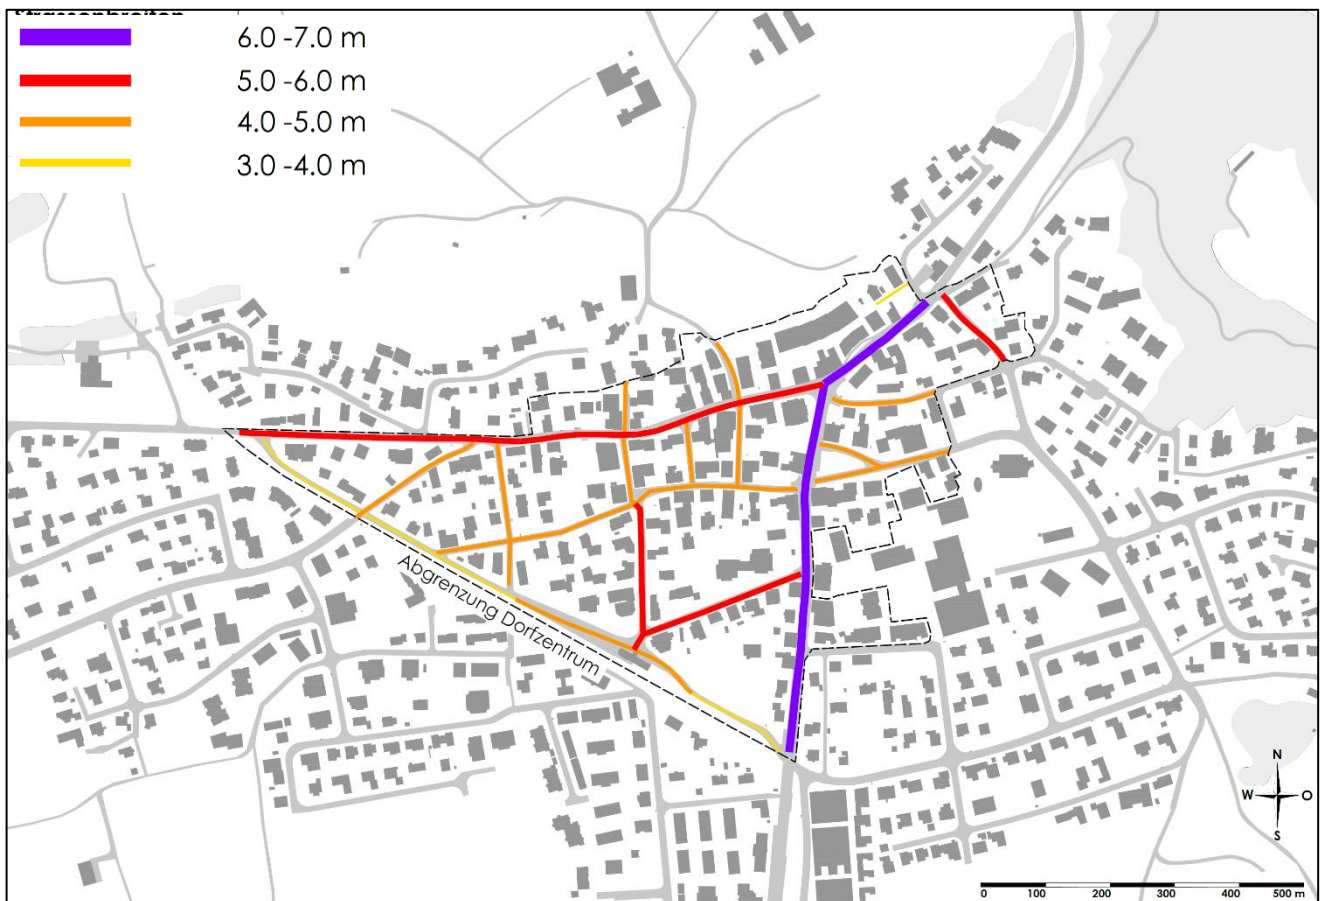 Strassenbreiten
6.0 -7.0 m
5.0 -6.0 m
4.0 -5.0 m
3.0 -4.0 m
Abgrenzung Dorfzentrum
N
W O
S
0 100 200 300 400 500 m